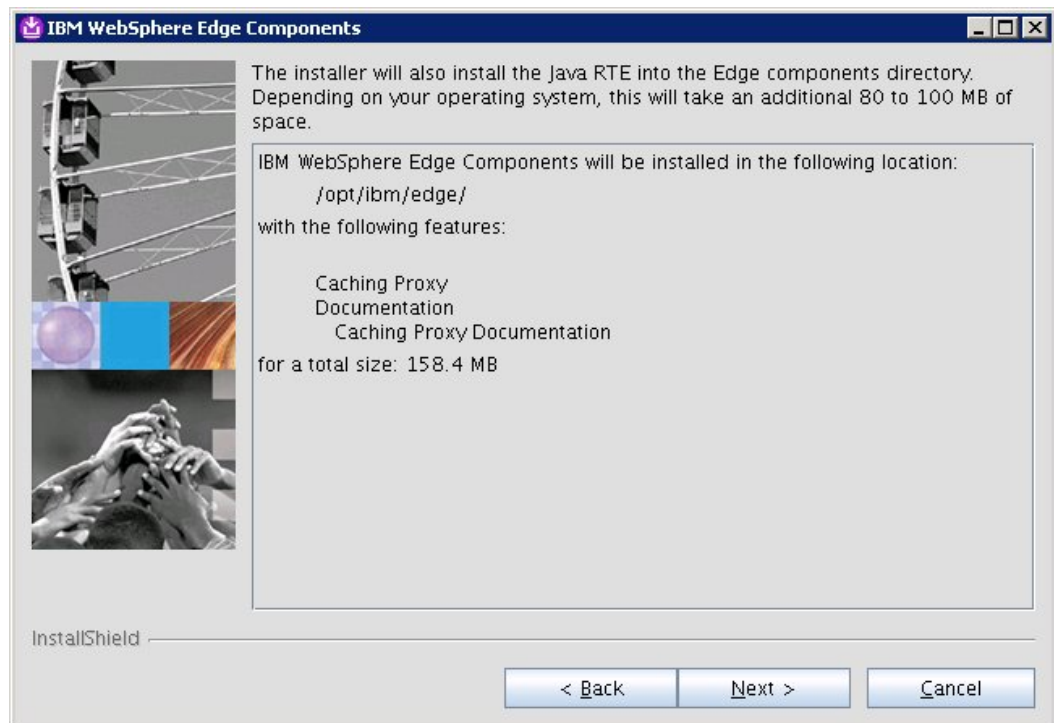 IBM WebSphere Edge Components
The installer will also install the Java RTE into the Edge components directory.
Depending on your operating system, this will take an additional 80 to 100 MB of
space.
IBM WebSphere Edge Components will be installed in the following location:
/opt/ibm/edge/
with the following features:
Caching Proxy
Documentation
Caching Proxy Documentation
for a total size: 158.4 MB
InstallShield
< Back
Next >
Cancel